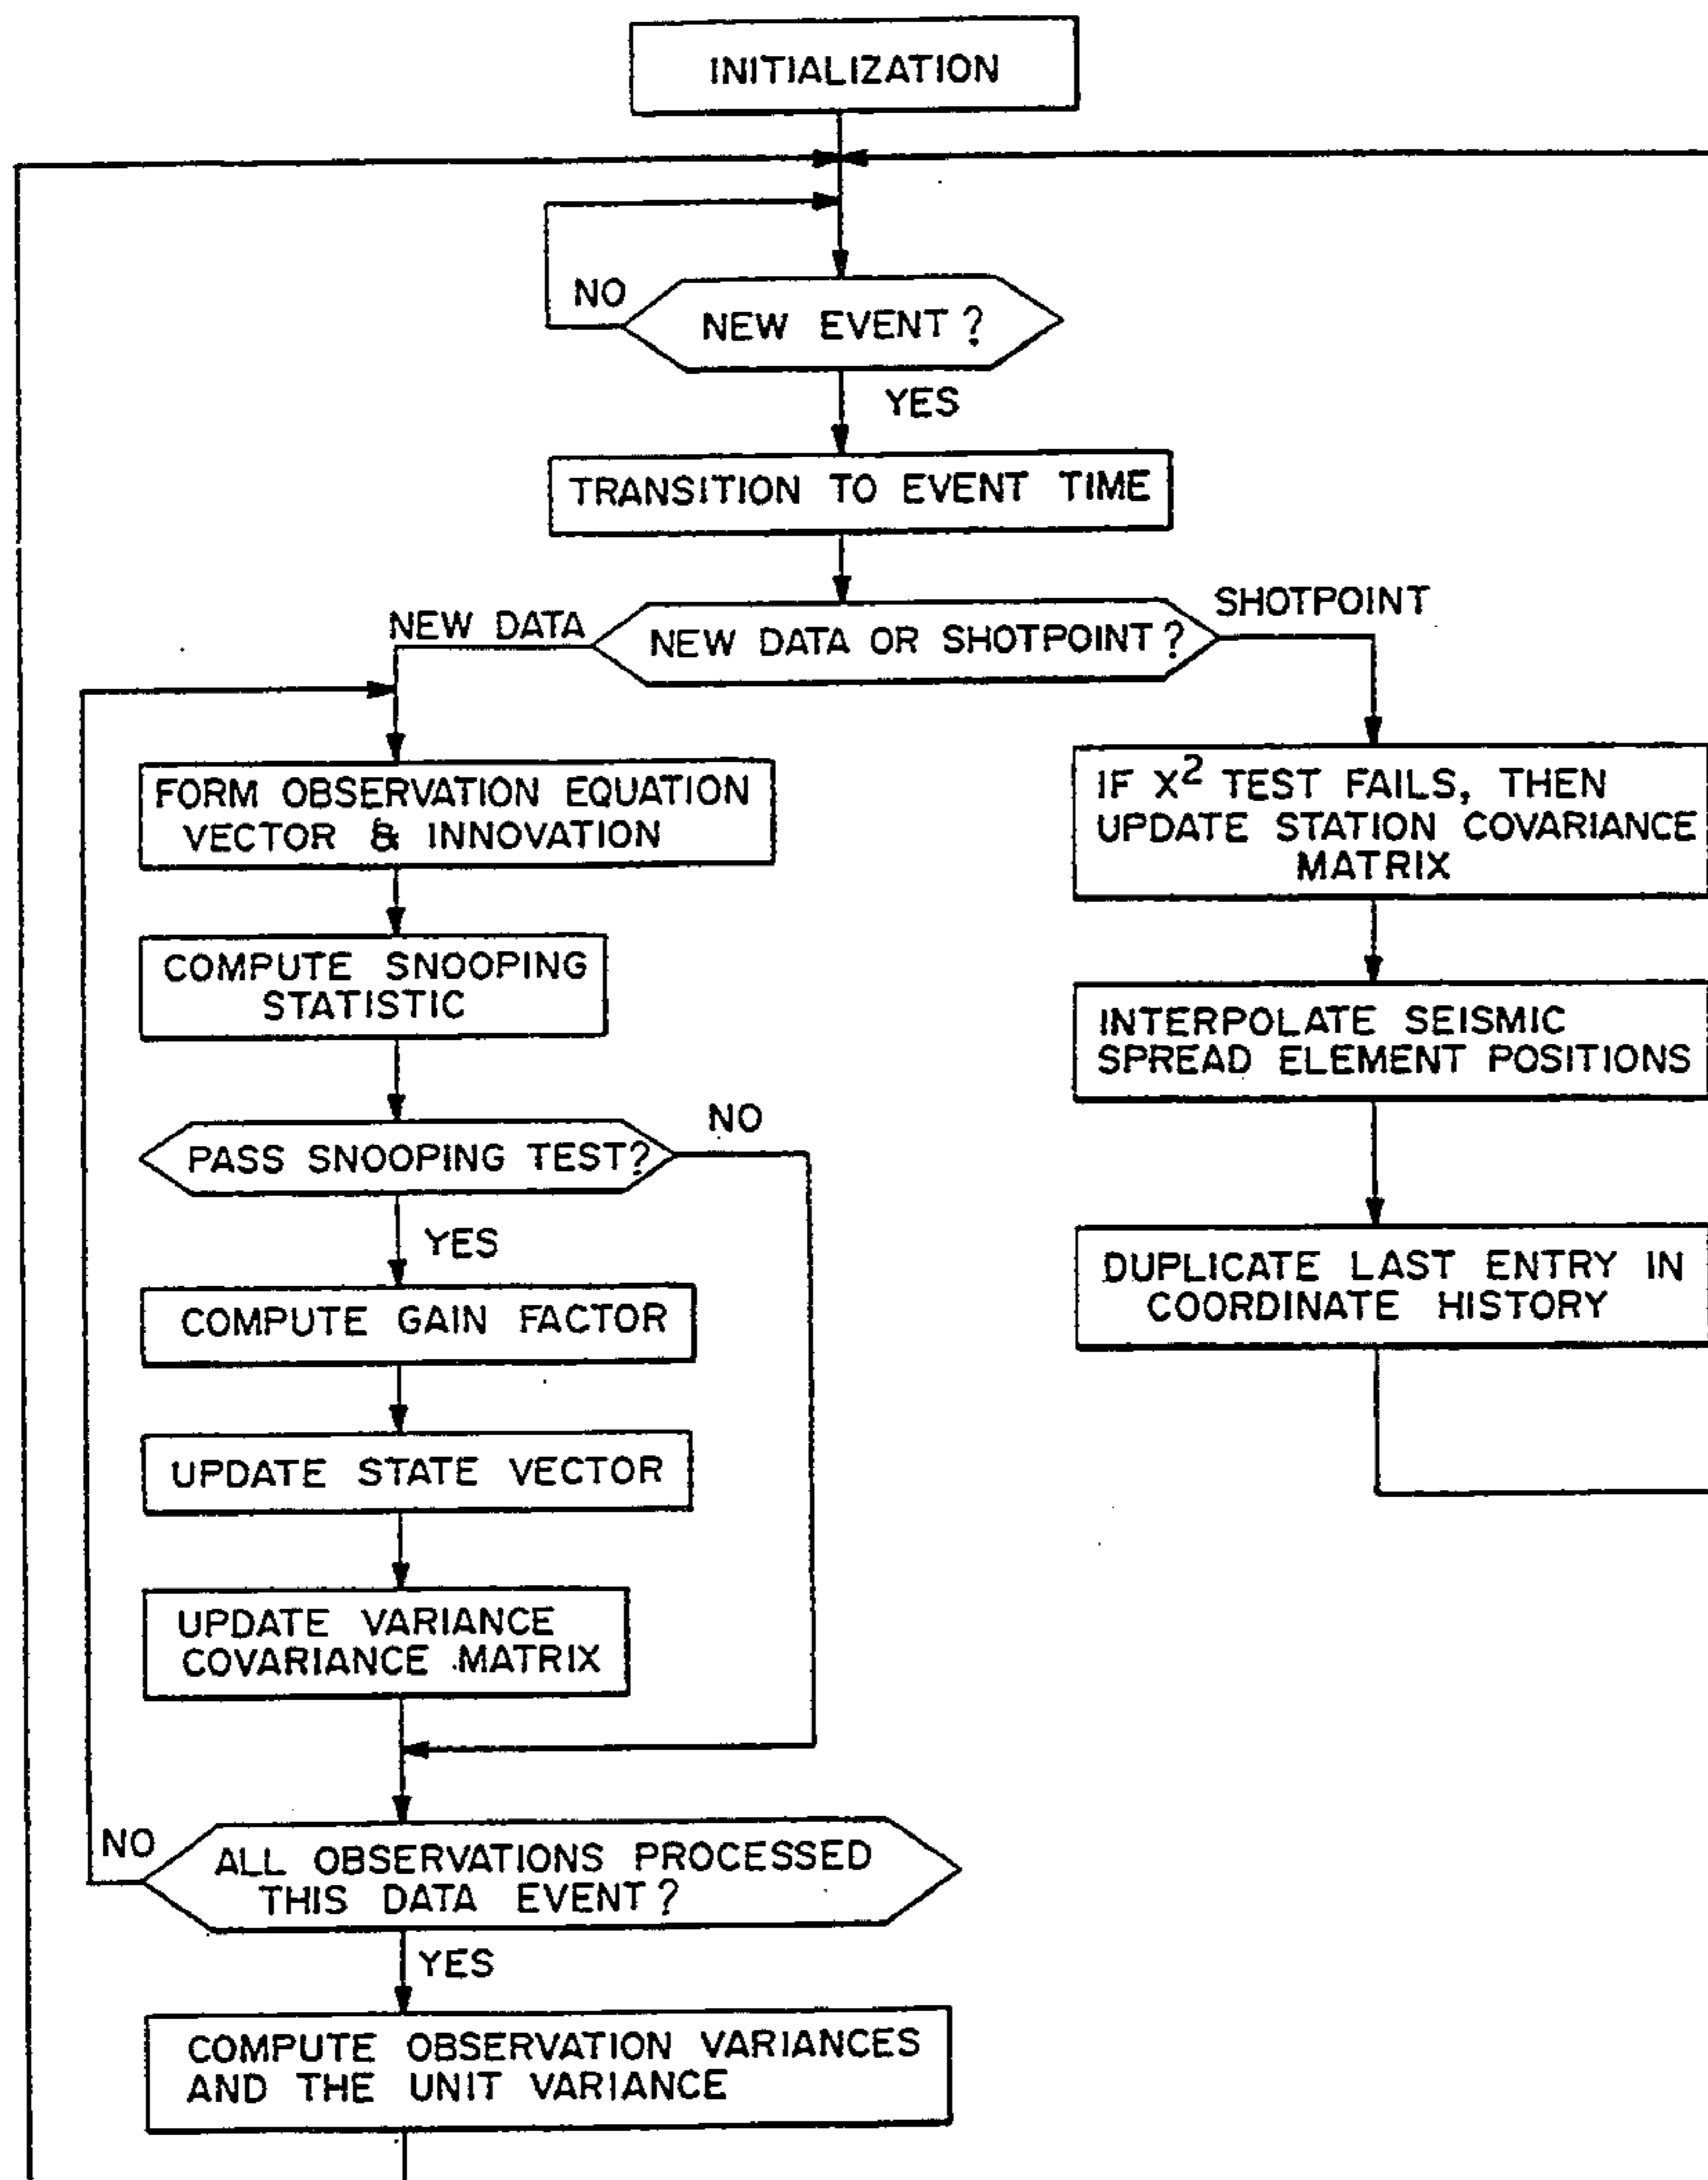 INITIALIZATION
NO
NEW EVENT?
YES
TRANSITION TO EVENT TIME
NEW DATA
NEW DATA OR SHOTPOINT?
SHOTPOINT
FORM OBSERVATION EQUATION
VECTOR & INNOVATION
COMPUTE SNOOPING
STATISTIC
PASS SNOOPING TEST?
NO
YES
COMPUTE GAIN FACTOR
UPDATE STATE VECTOR
UPDATE VARIANCE
COVARIANCE MATRIX
NO
ALL OBSERVATIONS PROCESSED
THIS DATA EVENT?
YES
COMPUTE OBSERVATION VARIANCES
AND THE UNIT VARIANCE
IF X² TEST FAILS, THEN
UPDATE STATION COVARIANCE
MATRIX
INTERPOLATE SEISMIC
SPREAD ELEMENT POSITIONS
DUPLICATE LAST ENTRY IN
COORDINATE HISTORY